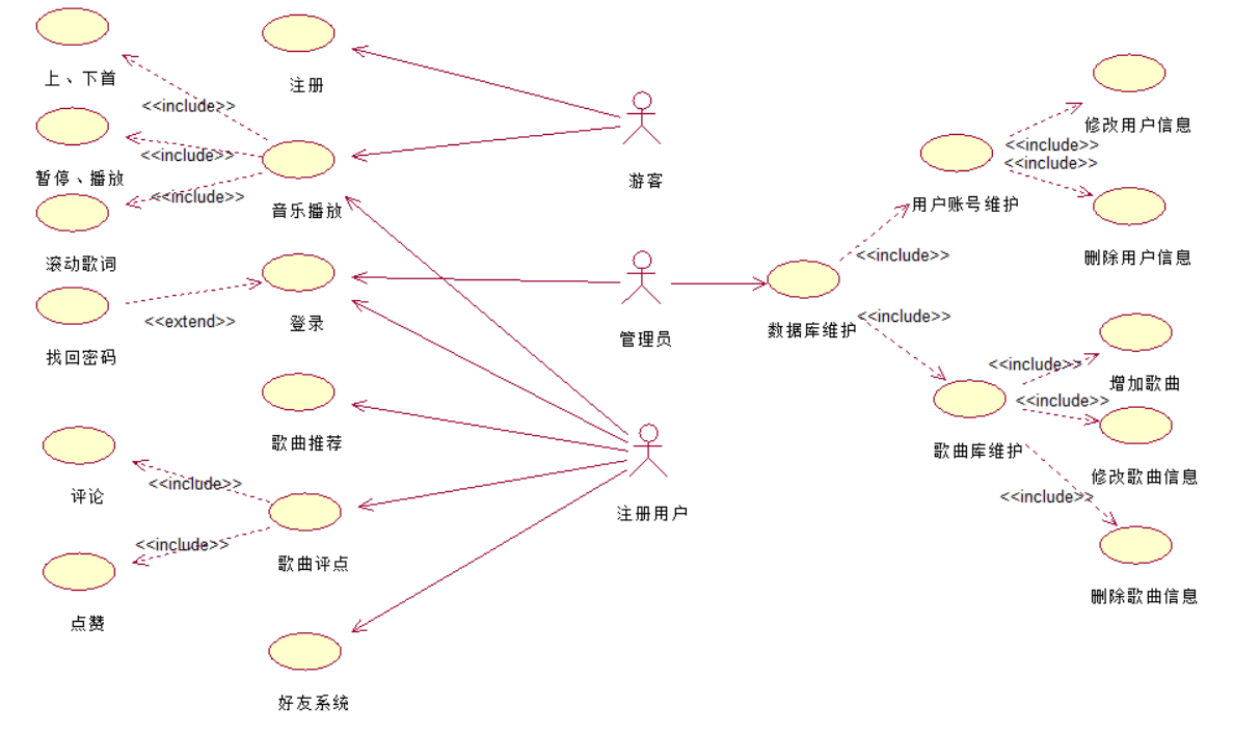 上、下首
注册
<<include>>
暂停、播放
<<include>>
<<include>>
音乐播放
滚动歌词
<<extend>>
登录
找回密码
歌曲推荐
评论
<<include>>
<<include>>
歌曲评点
点赞
好友系统
游客
管理员
注册用户
数据库维护
<<include>>
<<include>>
用户账号维护
<<include>>
<<include>>
修改用户信息
删除用户信息
歌曲库维护
<<include>>
<<include>>
<<include>>
增加歌曲
修改歌曲信息
删除歌曲信息